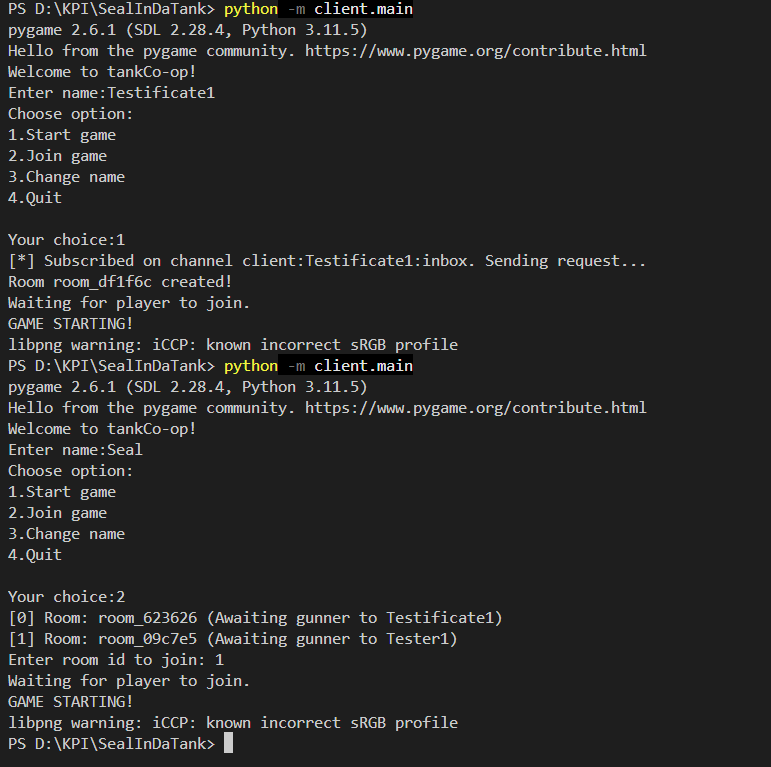 PS D:\KPI\SealInDaTank> python -m client.main
pygame 2.6.1 (SDL 2.28.4, Python 3.11.5)
Hello from the pygame community. https://www.pygame.org/contribute.html
Welcome to tankCo-op!
Enter name:Testificate1
Choose option:
1.Start game
2.Join game
3.Change name
4.Quit

Your choice:1
[*] Subscribed on channel client:Testificate1:inbox. Sending request...
Room room_df1f6c created!
Waiting for player to join.
GAME STARTING!
libpng warning: iCCP: known incorrect sRGB profile
PS D:\KPI\SealInDaTank> python -m client.main
pygame 2.6.1 (SDL 2.28.4, Python 3.11.5)
Hello from the pygame community. https://www.pygame.org/contribute.html
Welcome to tankCo-op!
Enter name:Seal
Choose option:
1.Start game
2.Join game
3.Change name
4.Quit

Your choice:2
[0] Room: room_623626 (Awaiting gunner to Testificate1)
[1] Room: room_09c7e5 (Awaiting gunner to Tester1)
Enter room id to join: 1
Waiting for player to join.
GAME STARTING!
libpng warning: iCCP: known incorrect sRGB profile
PS D:\KPI\SealInDaTank>